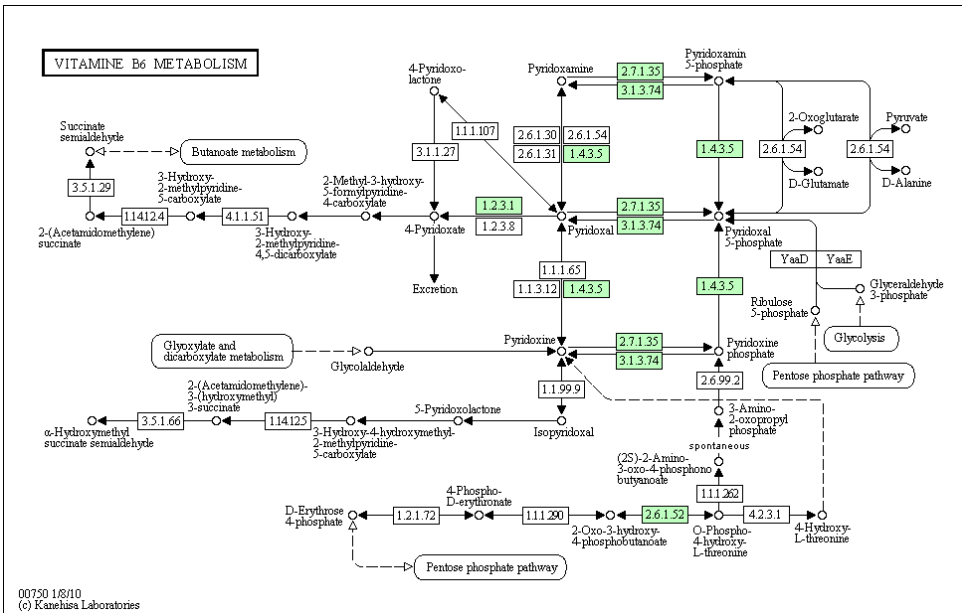 VITAMINE B6 METABOLISM
4-Pyridoxo-
lactone
Pyridoxamine
2.7.1.35
3.1.3.74
Pyridoxamin
5-phosphate
Succinate
semialdehyde
Butanoate metabolism
1.1.1.107
3.1.1.27
2.6.1.30
2.6.1.54
2.6.1.31
1.4.3.5
1.4.3.5
2-Oxoglutarate
2.6.1.54
D-Glutamate
Pyruvate
2.6.1.54
D-Alanine
3.5.1.29
3-Hydroxy-
2-methylpyridine-
5-carboxylate
2-Methyl-3-hydroxy-
5-formylpyridine-
4-carboxylate
1.2.3.1
1.2.3.8
2.7.1.35
3.1.3.74
1.14.12.4
4.1.1.51
2-(Acetamidomethylene)
succinate
3-Hydroxy-
2-methylpyridine-
4,5-dicarboxylate
4-Pyridoxate
Pyridoxal
Pyridoxal
5-phosphate
YaaD
YaaE
Excretion
1.1.1.65
1.1.3.12
1.4.3.5
1.4.3.5
Glyceraldehyde
3-phosphate
Ribulose
5-phosphate
Glycolysis
Glyoxylate and
dicarboxylate metabolism
Glycolaldehyde
Pyridoxine
2.7.1.35
3.1.3.74
Pyridoxine
phosphate
Pentose phosphate pathway
1.1.99.9
2.6.99.2
2-(Acetamidomethylene)-
3-(hydroxymethyl)
3-succinate
5-Pyridoxolactone
3-Amino-
2-oxopropyl
phosphate
3.5.1.66
1.14.12.5
α-Hydroxymethyl
succinate semialdehyde
3-Hydroxy-4-hydroxymethyl-
2-methylpyridine-
5-carboxylate
Isopyridoxal
spontaneous
(2S)-2-Amino-
3-oxo-4-phosphono
butyanoate
1.1.1.262
4-Phospho-
D-erythronate
D-Erythrose
4-phosphate
1.2.1.72
1.1.1.290
2.6.1.52
4.2.3.1
2-Oxo-3-hydroxy-
4-phosphobutanoate
O-Phospho-
4-hydroxy-
L-threonine
4-Hydroxy-
L-threonine
Pentose phosphate pathway
00750 1/8/10
(c) Kanehisa Laboratories